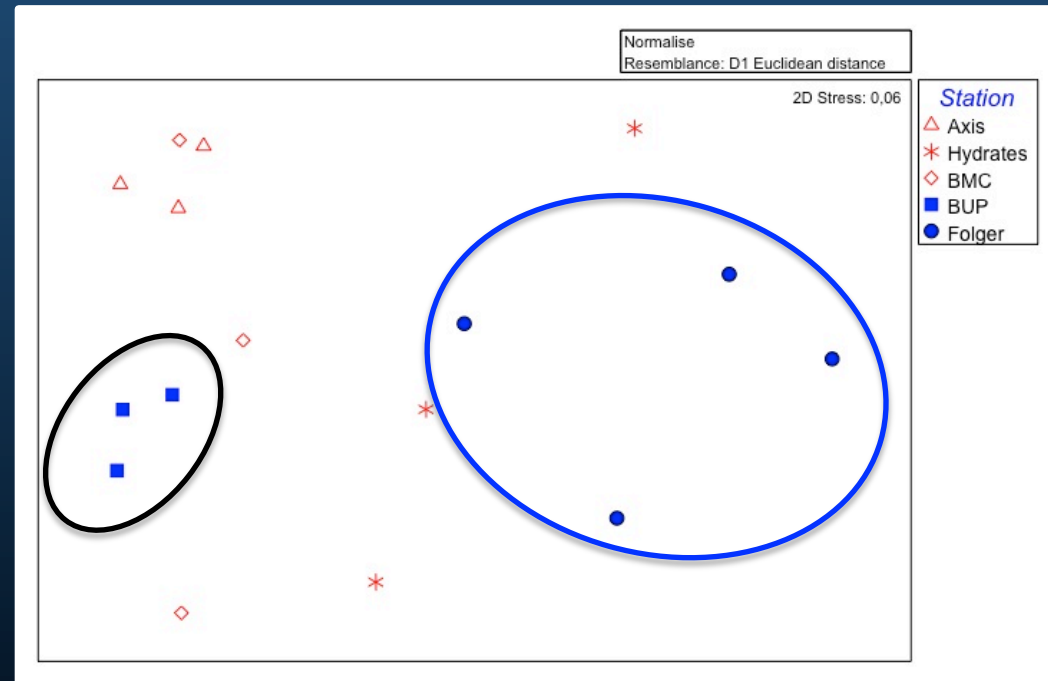 Normalise
Resemblance: D1 Euclidean distance
2D Stress: 0,06
Station
Axis
Hydrates
BMC
BUP
Folger